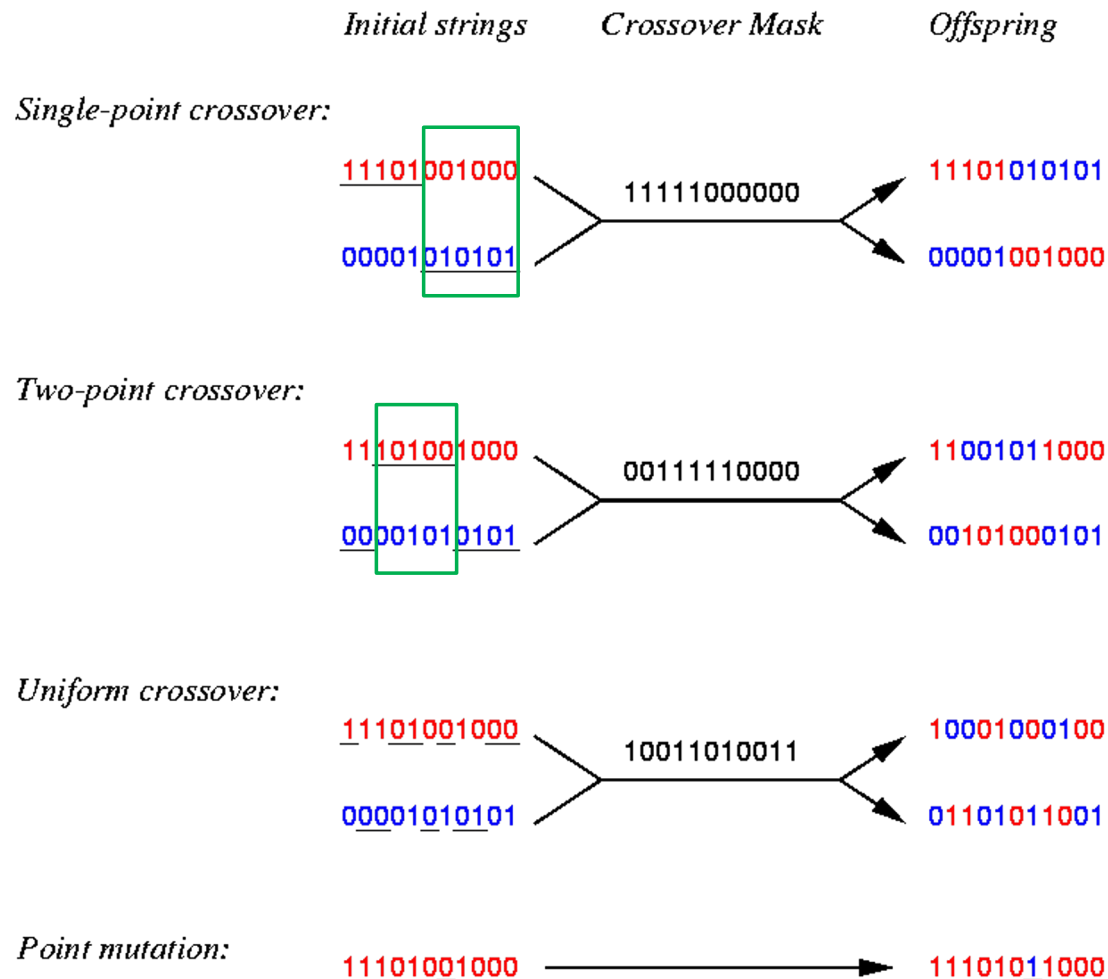 Initial strings Crossover Mask Offspring
Single-point crossover:
11101001000 11101010101
11111000000
00001010101 00001001000
Two-point crossover:
11101001000 11001011000
00111110000
00001010101 00101000101
Uniform crossover:
11101001000 10001000100
10011010011
00001010101 01101011001
Point mutation:
11101001000 11101011000